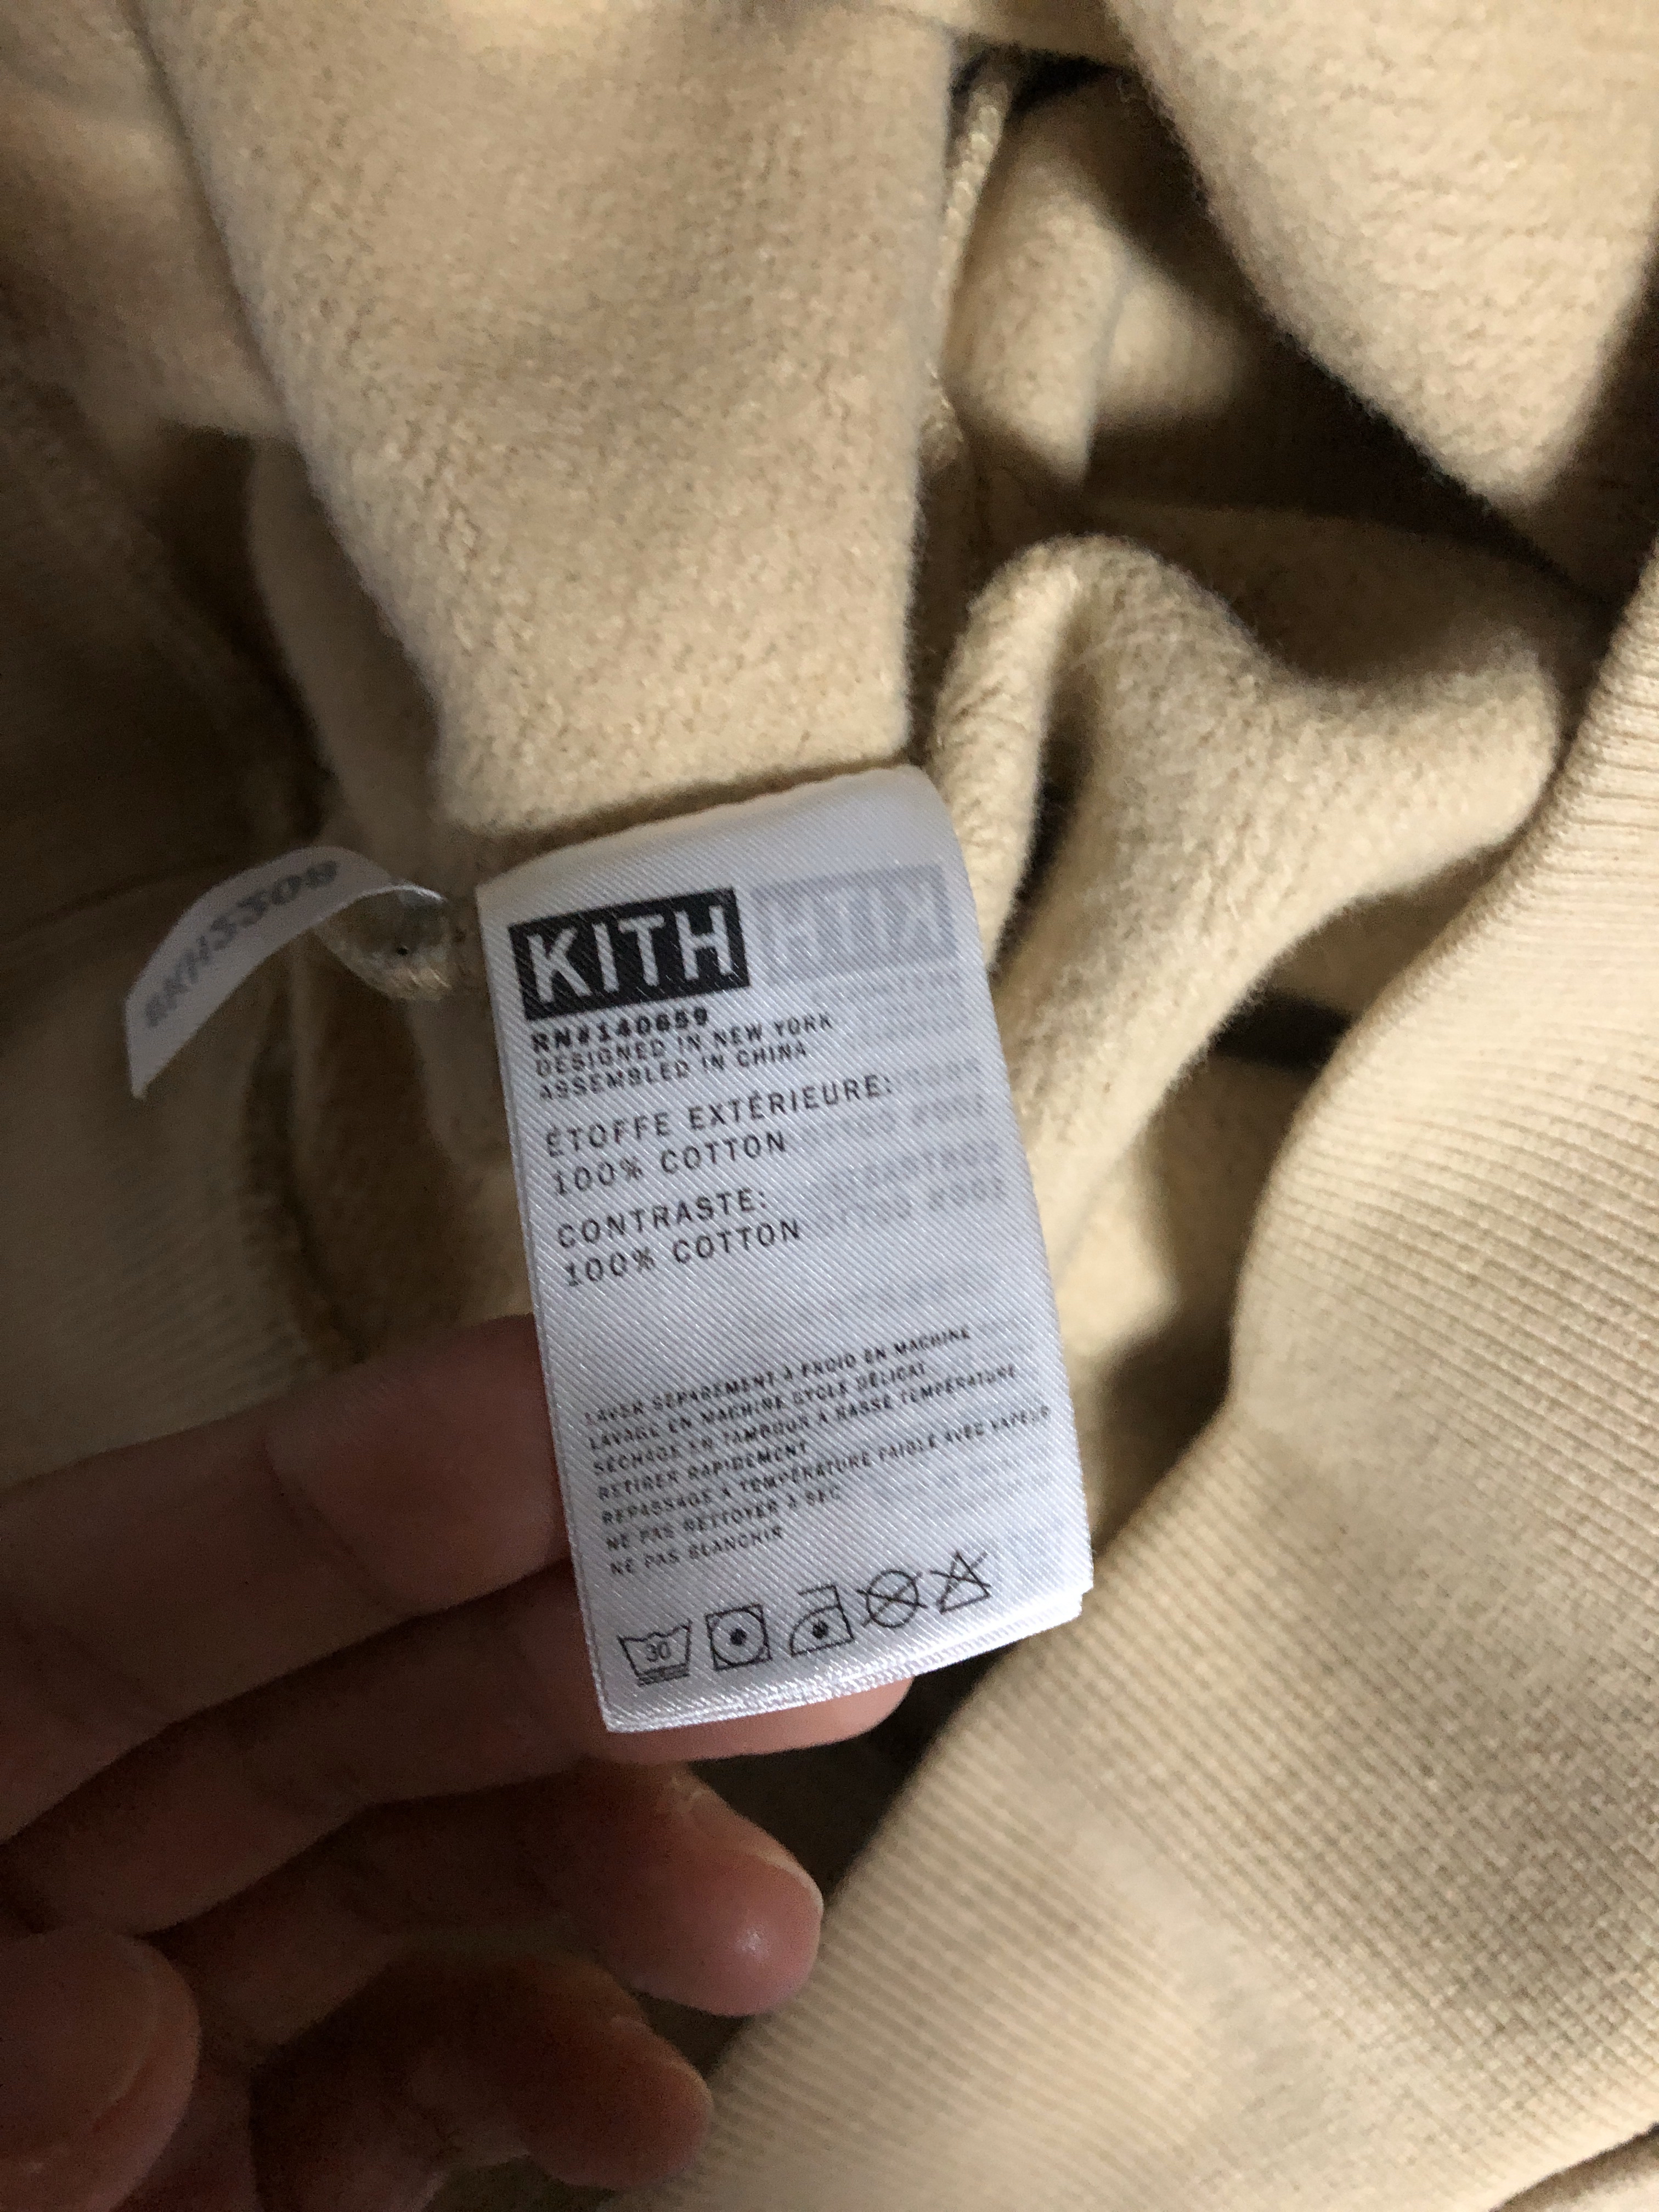 KITH
RN#140659
DESIGNED IN NEW YORK
ASSEMBLED IN CHINA
ÉTOFFE EXTÉRIEURE:
100% COTTON
CONTRASTE:
100% COTTON
LAVER SÉPAREMENT À FROID EN MACHINE
LAVAGE EN MACHINE CYCLE DÉLICAT
SÉCHAGE EN TAMBOUR À BASSE TEMPÉRATURE
RETIRER RAPIDEMENT
REPASSAGE À TEMPÉRATURE FAIBLE AVEC VAPEUR
NE PAS NETTOYER À SEC
NE PAS BLANCHIR
30